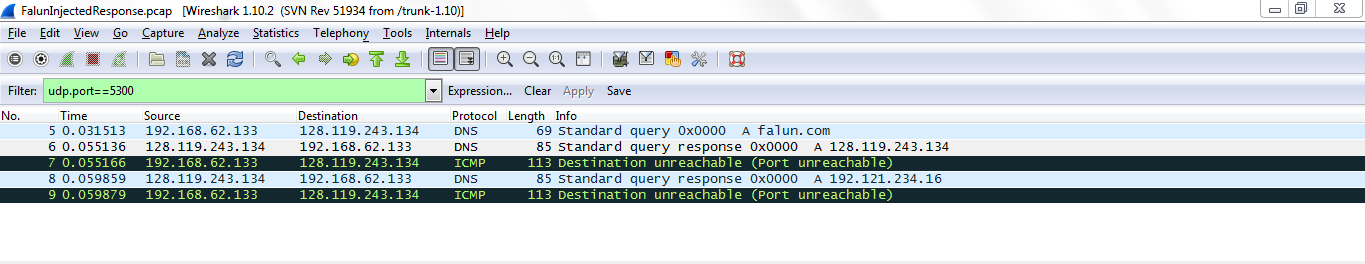 FalunInjectedResponse.pcap [Wireshark 1.10.2 (SVN Rev 51934 from /trunk-1.10)]
File Edit View Go Capture Analyze Statistics Telephony Tools Internals Help
Filter: udp.port==5300 Expression... Clear Apply Save
No. Time Source Destination Protocol Length Info
5 0.031513 192.168.62.133 128.119.243.134 DNS 69 Standard query 0x0000 A falun.com
6 0.055136 128.119.243.134 192.168.62.133 DNS 85 Standard query response 0x0000 A 128.119.243.134
7 0.055166 192.168.62.133 128.119.243.134 ICMP 113 Destination unreachable (Port unreachable)
8 0.059859 128.119.243.134 192.168.62.133 DNS 85 Standard query response 0x0000 A 192.121.234.16
9 0.059879 192.168.62.133 128.119.243.134 ICMP 113 Destination unreachable (Port unreachable)